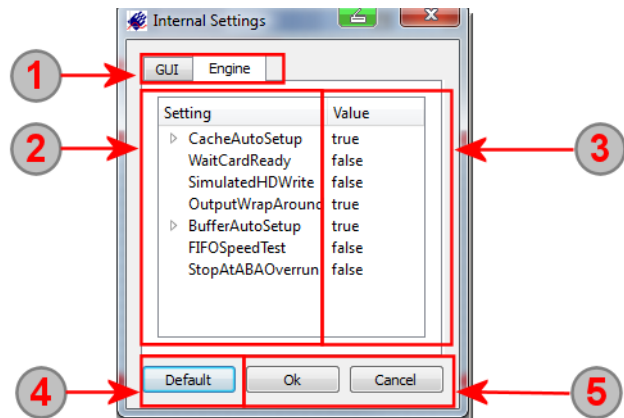 Internal Settings
GUI Engine
1
Setting Value
CacheAutoSetup true
2 WaitCardReady false 3
SimulatedHDWrite false
OutputWrapAround true
BufferAutoSetup true
FIFOSpeedTest false
StopAtABAOverrun false
4 Default Ok Cancel 5